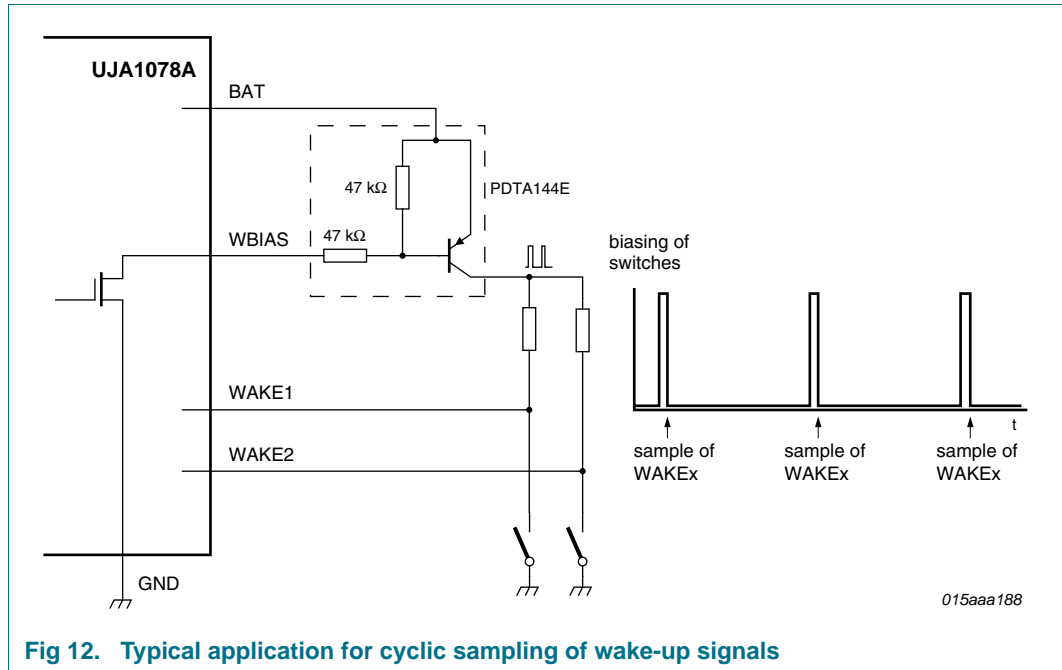 UJA1078A
BAT
47 kΩ
PDTA144E
WBIAS
47 kΩ
biasing of
switches
WAKE1
WAKE2
t
sample of
WAKEx
sample of
WAKEx
sample of
WAKEx
GND
015aaa188
Fig 12. Typical application for cyclic sampling of wake-up signals